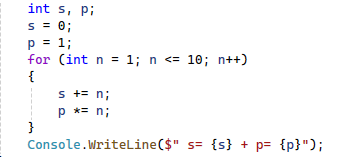 int s, p;
s = 0;
p = 1;
for (int n = 1; n <= 10; n++)
{
s += n;
p *= n;
}
Console.WriteLine($" s= {s} + p= {p}");